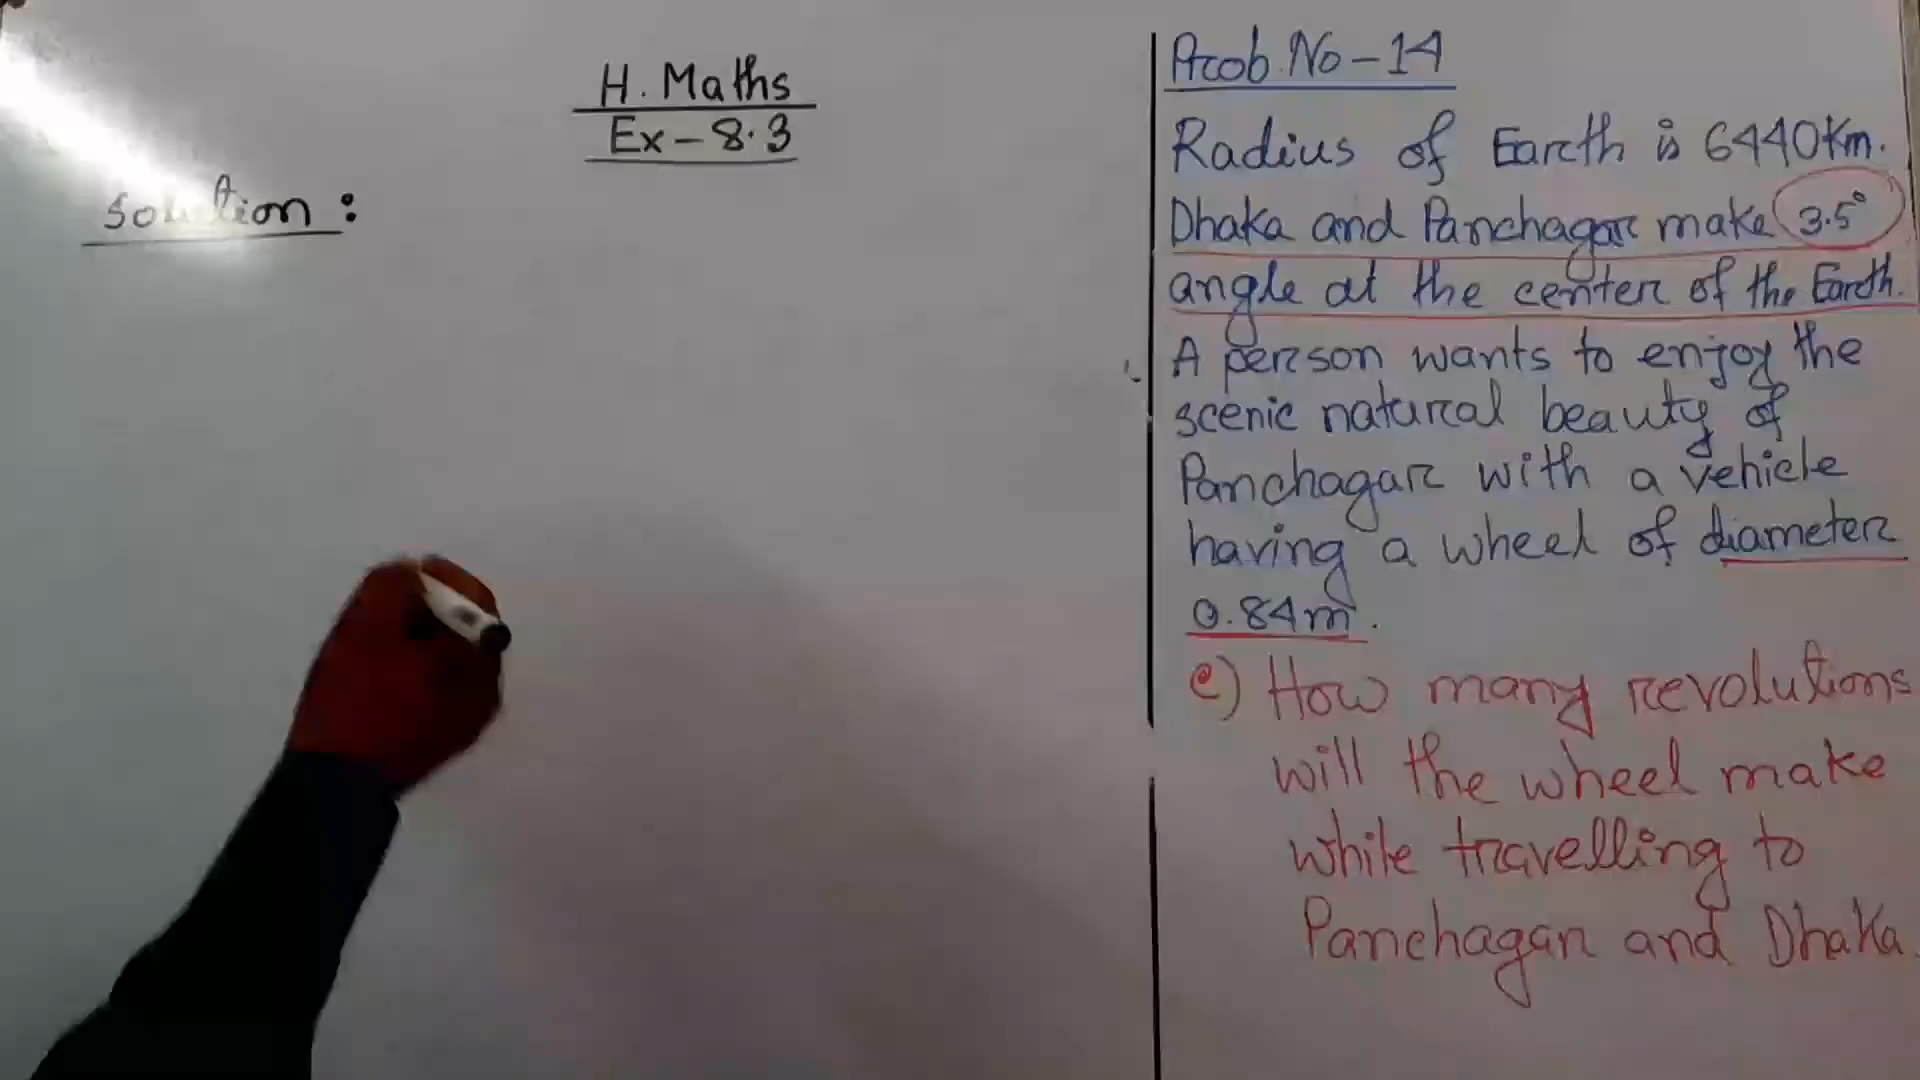 H. Maths
Ex - 8.3
Solution :
Prob. No - 14
Radius of Earth is 6440km.
Dhaka and Panchagar make 3.5°
angle at the center of the Earth.
A person wants to enjoy the
scenic natural beauty of
Panchagar with a vehicle
having a wheel of diameter
0.84m.
e) How many revolutions
will the wheel make
while travelling to
Panchagar and Dhaka.